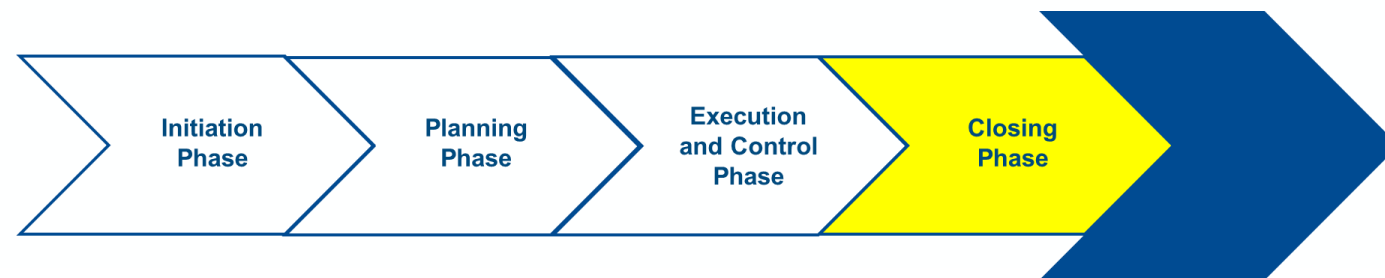 Initiation
Phase
Planning
Phase
Execution
and Control
Phase
Closing
Phase